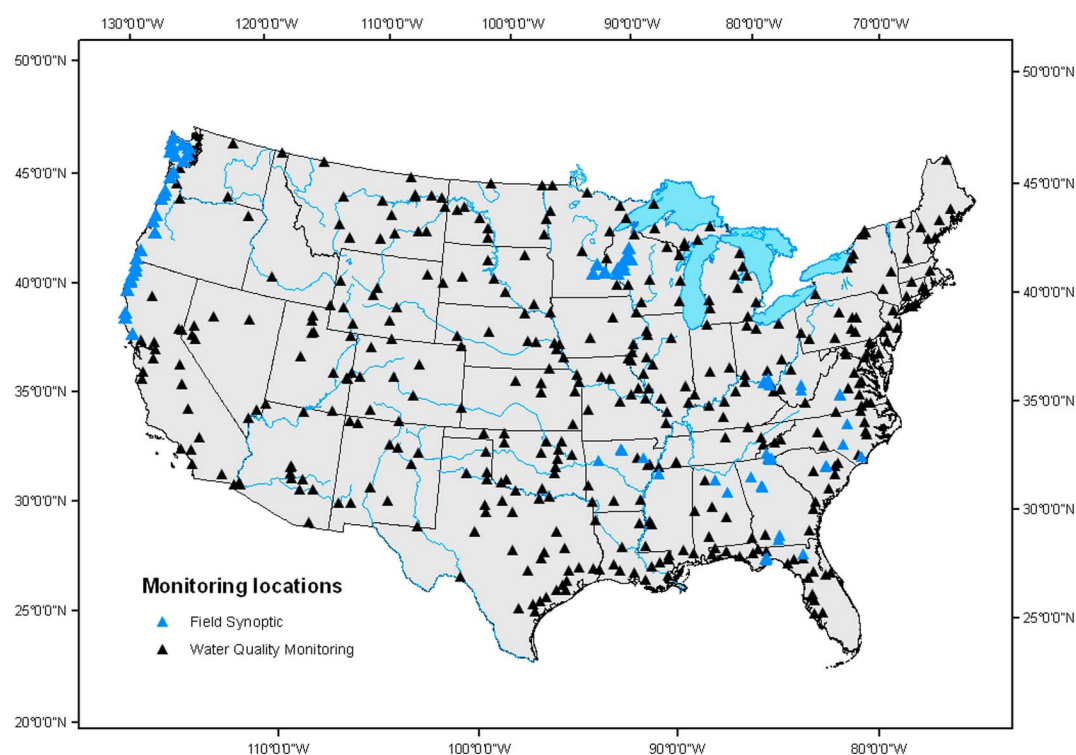 130°0'0"W 120°0'0"W 110°0'0"W 100°0'0"W 90°0'0"W 80°0'0"W 70°0'0"W
50°0'0"N 50°0'0"N
45°0'0"N 45°0'0"N
40°0'0"N 40°0'0"N
35°0'0"N 35°0'0"N
30°0'0"N 30°0'0"N
Monitoring locations
25°0'0"N Field Synoptic 25°0'0"N
Water Quality Monitoring
20°0'0"N
110°0'0"W 100°0'0"W 90°0'0"W 80°0'0"W